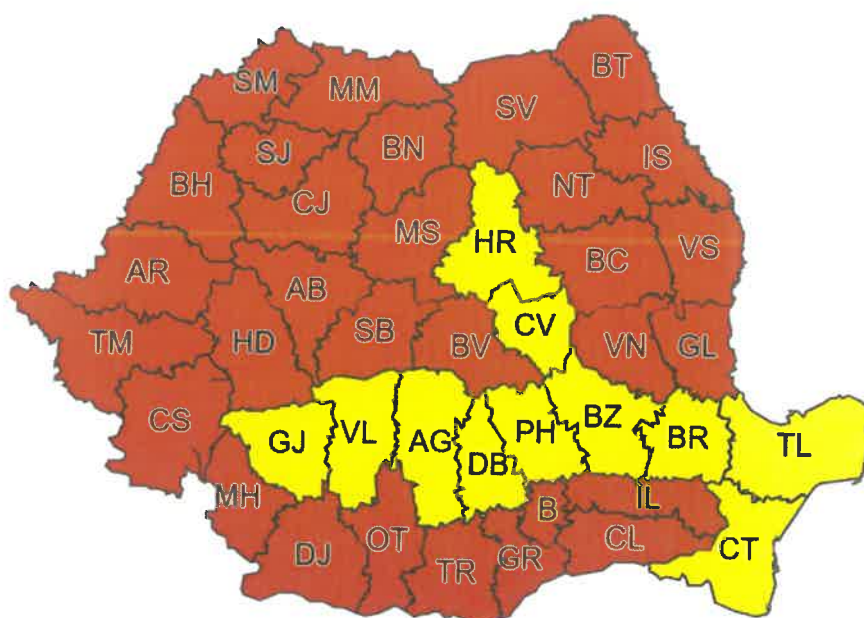 BT
SM
MM
SV
SJ
BN
IS
BH
CJ
NT
MS
HR
VS
BC
AR
AB
CV
TM
HD
SB
BV
VN
GL
CS
GJ
VL
AG
PH
BZ
BR
TL
DB
MH
IL
B
OT
CL
CT
DJ
TR
GR